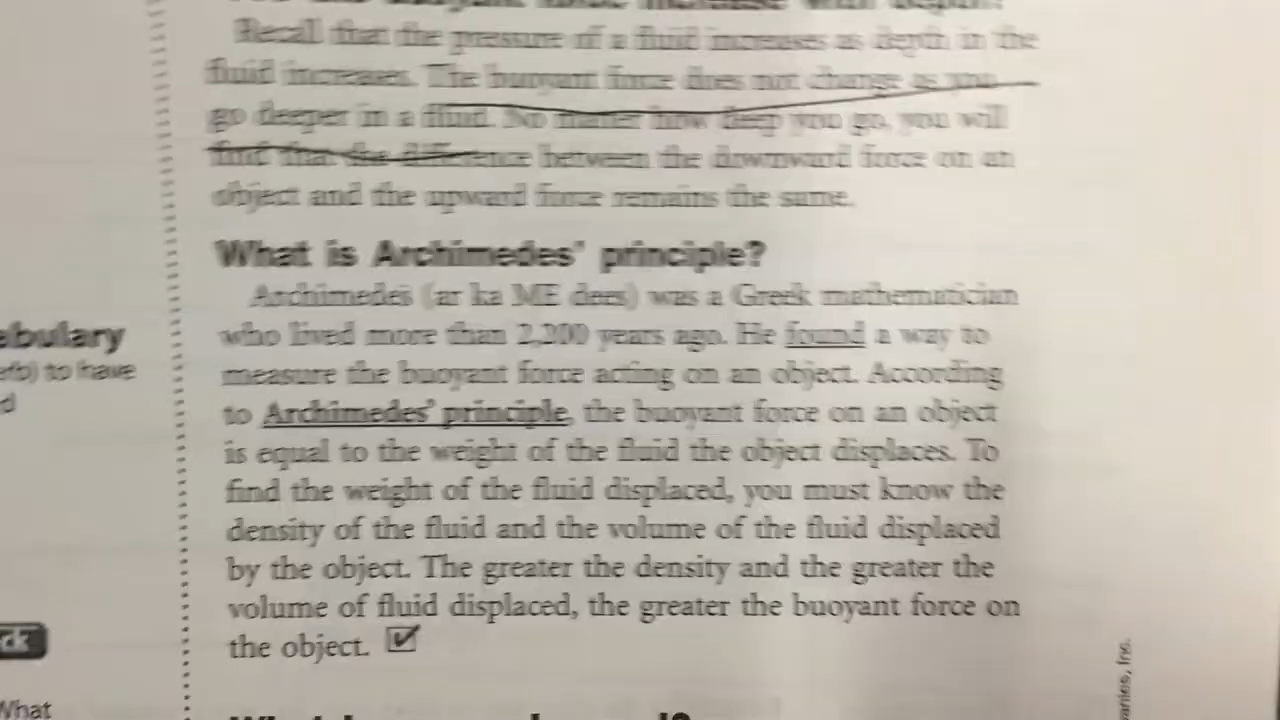 Recall that the pressure of a fluid increases as depth in the
fluid increases. The buoyant force does not change as you
go deeper in a fluid. No matter how deep you go, you will
find that the difference between the downward force on an
object and the upward force remains the same.
What is Archimedes' principle?
Archimedes (ar ka ME dees) was a Greek mathematician
who lived more than 2,200 years ago. He found a way to
measure the buoyant force acting on an object. According
to Archimedes' principle, the buoyant force on an object
is equal to the weight of the fluid the object displaces. To
find the weight of the fluid displaced, you must know the
density of the fluid and the volume of the fluid displaced
by the object. The greater the density and the greater the
volume of fluid displaced, the greater the buoyant force on
the object.
abulary
to have
d
ck
What
anies, Inc.